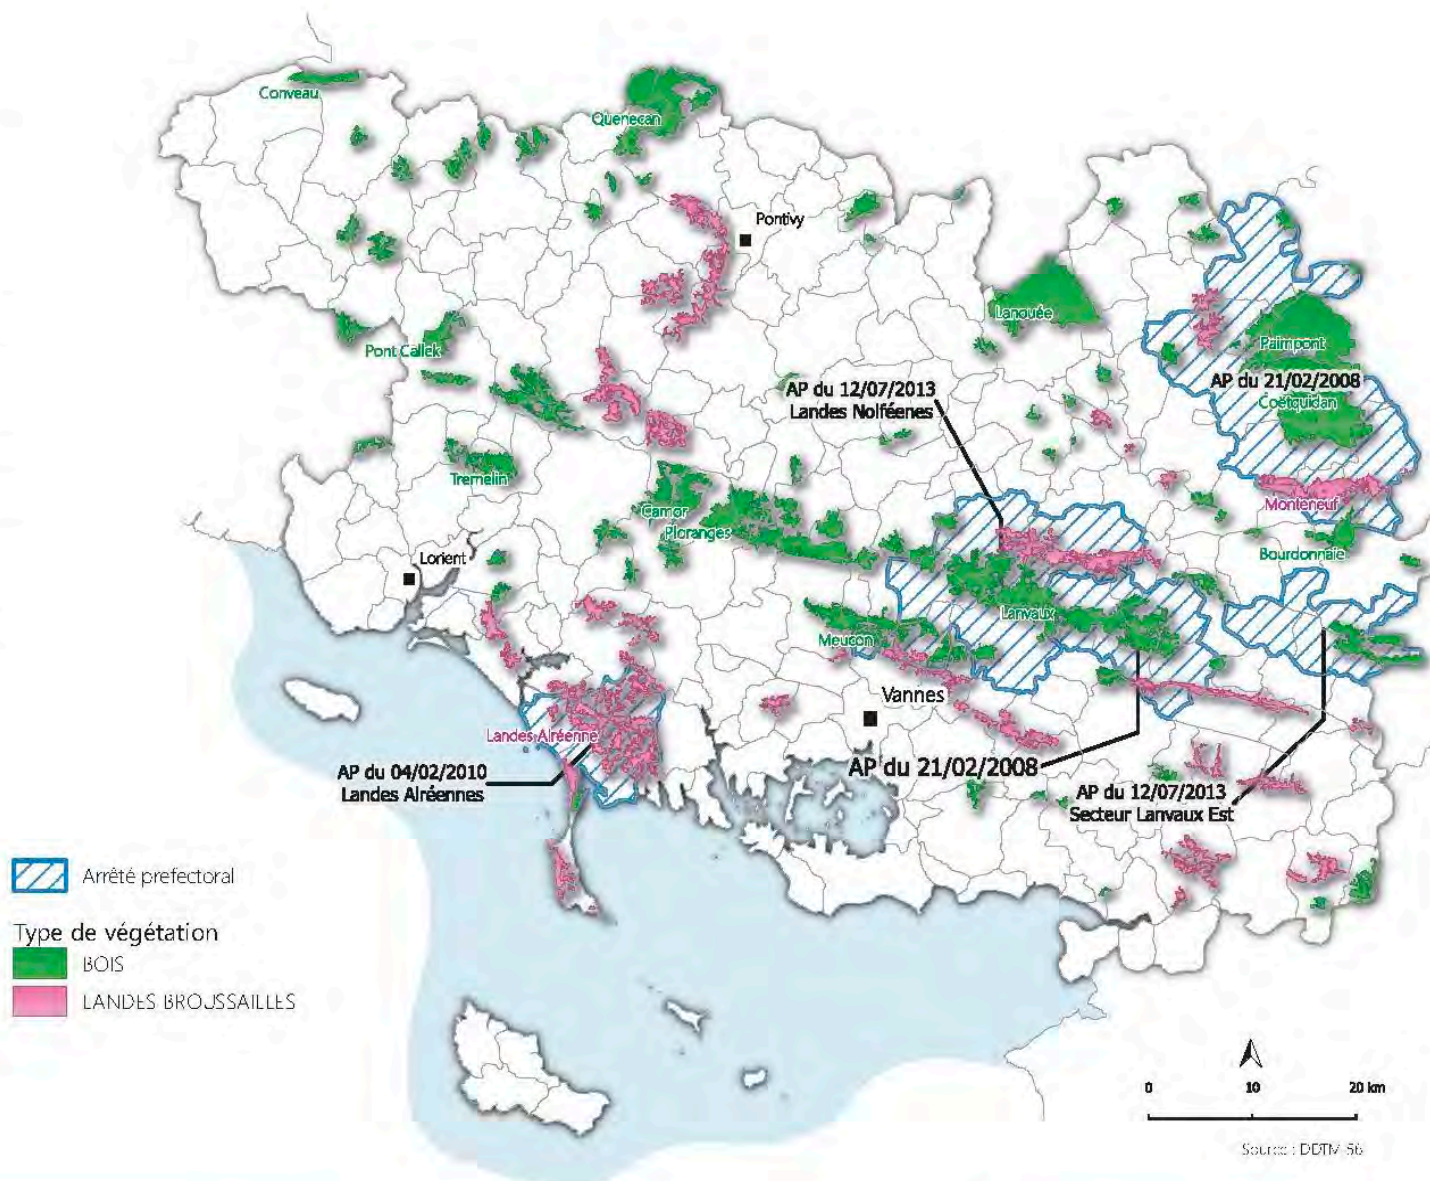 Conveau
Quénécan
Pontivy
Lanouée
Paimpont
Pont Callek
AP du 21/02/2008
Coëtquidan
AP du 12/07/2013
Landes Nolféenes
Tremelin
Camor
Floranges
Monteneuf
Bourdonnaie
Lorient
Lanvaux
Meucon
Vannes
Landes Alréenne
AP du 04/02/2010
Landes Alréennes
AP du 21/02/2008
AP du 12/07/2013
Secteur Lanvaux Est
Arrêté prefectoral
Type de végétation
BOIS
LANDES BROUSSAILLES
0 10 20 km
Source : DDTM 56